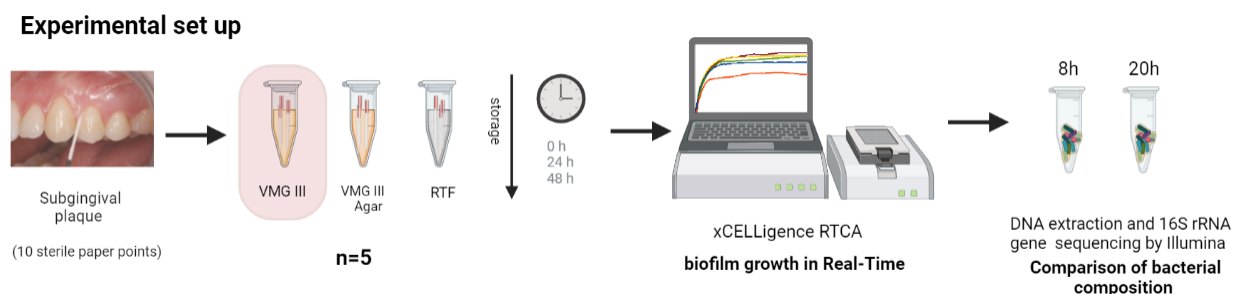 Experimental set up
Subgingival
plaque
(10 sterile paper points)
VMG III
VMG III
Agar
RTF
n=5
storage
0 h
24 h
48 h
xCELLigence RTCA
biofilm growth in Real-Time
8h
20h
DNA extraction and 16S rRNA
gene sequencing by Illumina
Comparison of bacterial
composition